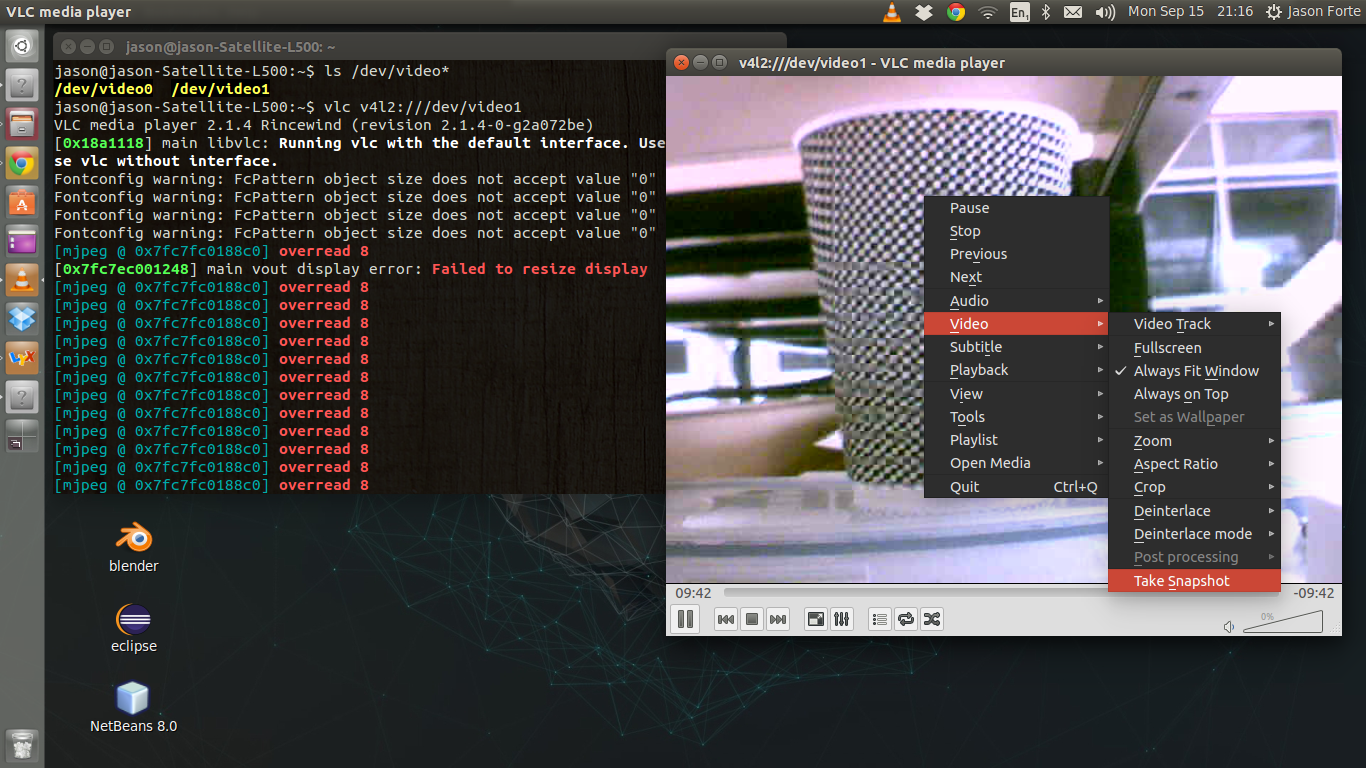 VLC media player
En1
Mon Sep 15 21:16 Jason Forte
jason@jason-Satellite-L500: ~
jason@jason-Satellite-L500:~$ ls /dev/video*
/dev/video0 /dev/video1
jason@jason-Satellite-L500:~$ vlc v4l2:///dev/video1
VLC media player 2.1.4 Rincewind (revision 2.1.4-0-g2a072be)
[0x18a1118] main libvlc: Running vlc with the default interface. Use
se vlc without interface.
Fontconfig warning: FcPattern object size does not accept value "0"
Fontconfig warning: FcPattern object size does not accept value "0"
Fontconfig warning: FcPattern object size does not accept value "0"
Fontconfig warning: FcPattern object size does not accept value "0"
[mjpeg @ 0x7fc7fc0188c0] overread 8
[0x7fc7ec001248] main vout display error: Failed to resize display
[mjpeg @ 0x7fc7fc0188c0] overread 8
[mjpeg @ 0x7fc7fc0188c0] overread 8
[mjpeg @ 0x7fc7fc0188c0] overread 8
[mjpeg @ 0x7fc7fc0188c0] overread 8
[mjpeg @ 0x7fc7fc0188c0] overread 8
[mjpeg @ 0x7fc7fc0188c0] overread 8
[mjpeg @ 0x7fc7fc0188c0] overread 8
[mjpeg @ 0x7fc7fc0188c0] overread 8
[mjpeg @ 0x7fc7fc0188c0] overread 8
[mjpeg @ 0x7fc7fc0188c0] overread 8
[mjpeg @ 0x7fc7fc0188c0] overread 8
[mjpeg @ 0x7fc7fc0188c0] overread 8
v4l2:///dev/video1 - VLC media player
Pause
Stop
Previous
Next
Audio
Video
Subtitle
Playback
View
Tools
Playlist
Open Media
Quit Ctrl+Q
Video Track
Fullscreen
Always Fit Window
Always on Top
Set as Wallpaper
Zoom
Aspect Ratio
Crop
Deinterlace
Deinterlace mode
Post processing
Take Snapshot
09:42
-09:42
0%
blender
eclipse
NetBeans 8.0